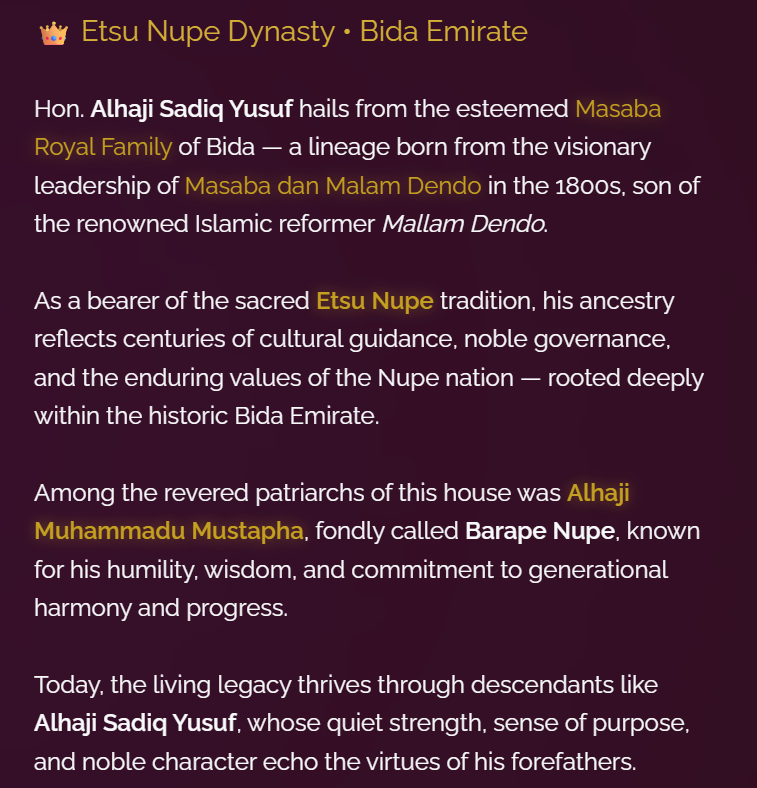 👑 Etsu Nupe Dynasty • Bida Emirate
Hon. Alhaji Sadiq Yusuf hails from the esteemed Masaba
Royal Family of Bida — a lineage born from the visionary
leadership of Masaba dan Malam Dendo in the 1800s, son of
the renowned Islamic reformer Mallam Dendo.
As a bearer of the sacred Etsu Nupe tradition, his ancestry
reflects centuries of cultural guidance, noble governance,
and the enduring values of the Nupe nation — rooted deeply
within the historic Bida Emirate.
Among the revered patriarchs of this house was Alhaji
Muhammadu Mustapha, fondly called Barape Nupe, known
for his humility, wisdom, and commitment to generational
harmony and progress.
Today, the living legacy thrives through descendants like
Alhaji Sadiq Yusuf, whose quiet strength, sense of purpose,
and noble character echo the virtues of his forefathers.